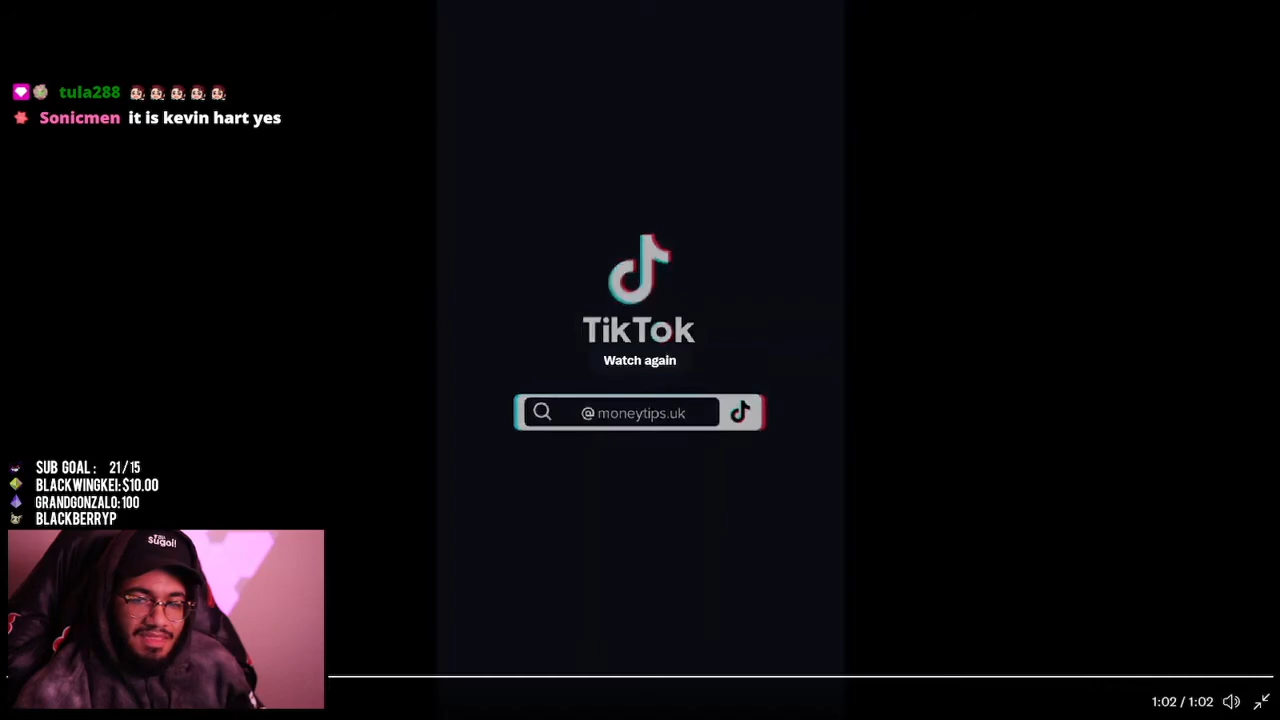 tula288
Sonicmen it is kevin hart yes
TikTok
Watch again
@moneytips.uk
SUB GOAL: 21/15
BLACKWINGKEI:$10.00
GRANDGONZALO:100
BLACKBERRYP
sugoi!
1:02 / 1:02